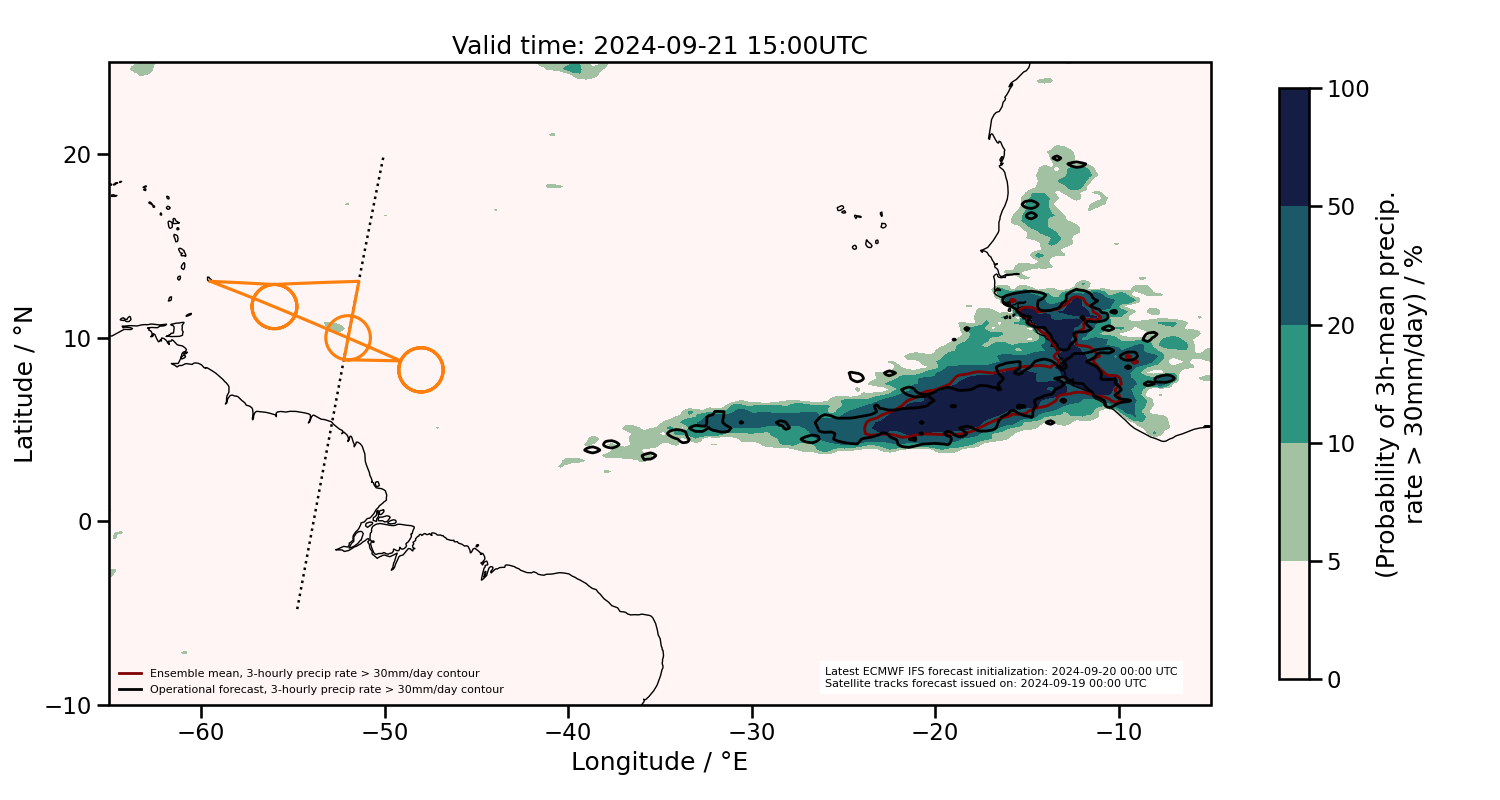 Valid time: 2024-09-21 15:00UTC
20
10
0
−10
Latitude / °N
−60
−50
−40
−30
−20
−10
Longitude / °E
Ensemble mean, 3-hourly precip rate > 30mm/day contour
Operational forecast, 3-hourly precip rate > 30mm/day contour
Latest ECMWF IFS forecast initialization: 2024-09-20 00:00 UTC
Satellite tracks forecast issued on: 2024-09-19 00:00 UTC
100
50
20
10
5
0
(Probability of 3h-mean precip.
rate > 30mm/day) / %